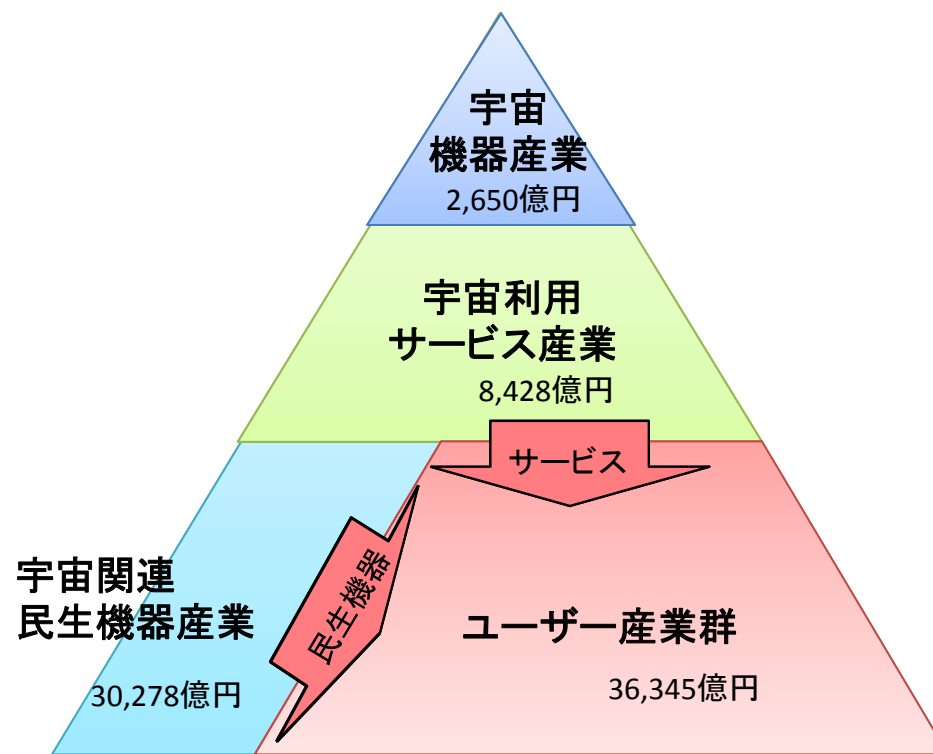 宇宙
機器産業
2,650億円
宇宙利用
サービス産業
8,428億円
サービス
宇宙関連
民生機器産業
30,278億円
民生機器
ユーザー産業群
36,345億円